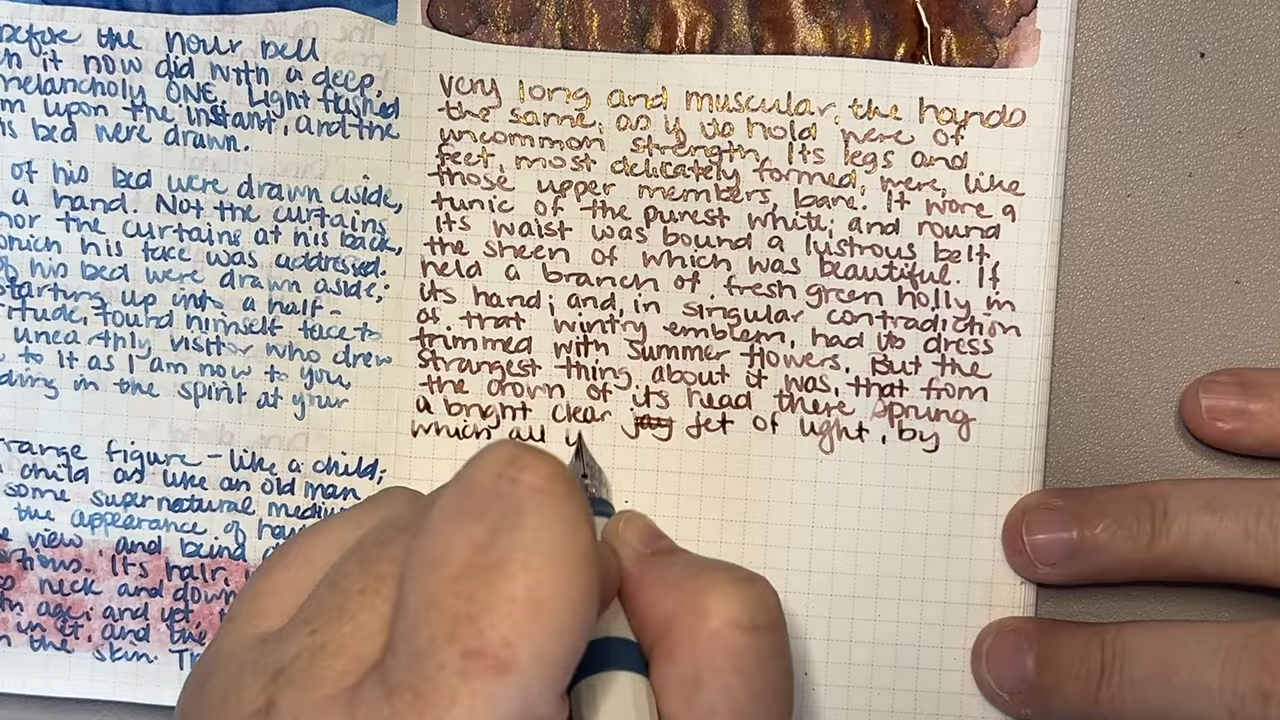 before the hour bell
it now did with a deep,
melancholy ONE. Light flashed
upon the instant, and the
bed were drawn.
of his bed were drawn aside,
a hand. Not the curtains
nor the curtains at his back,
which his face was addressed.
his bed were drawn aside;
starting up into a half-
found himself face to
unearthly visitor who drew
to it as I am now to you,
in the spirit at your
figure - like a child;
child as like an old man
some supernatural
the appearance of
view, and being
Its hair,
neck and down
age; and yet
in it, and the
the skin.
very long and muscular, the hands
the same, as if its hold were of
uncommon strength. Its legs and
feet, most delicately formed, were, like
those upper members, bare. It wore a
tunic of the purest white; and round
its waist was bound a lustrous belt,
the sheen of which was beautiful. It
held a branch of fresh green holly in
its hand; and, in singular contradiction
of that wintry emblem, had its dress
trimmed with summer flowers. But the
strangest thing about it was, that from
the crown of its head there sprung
a bright clear jet of light, by
which all